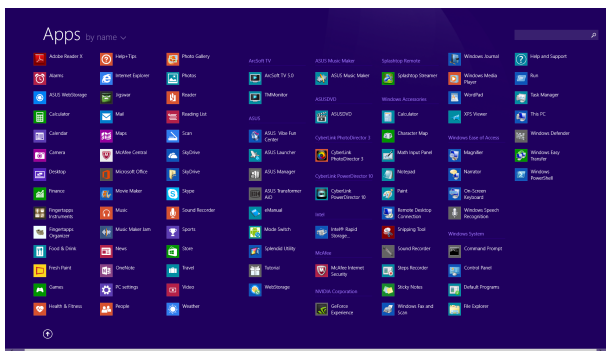 Apps by name
Adobe Reader X
Alarms
ASUS WebStorage
Calculator
Calendar
Camera
Desktop
Finance
Fingertapps
Instruments
Fingertapps
Organizer
Food & Drink
Fresh Paint
Games
Health & Fitness
Help+Tips
Internet Explorer
Jigswar
Mail
Maps
McAfee Central
Microsoft Office
Movie Maker
Music
Music Maker Jam
News
OneNote
PC settings
People
Photo Gallery
Photos
Reader
Reading List
Scan
SkyDrive
SkyDrive
Skype
Sound Recorder
Sports
Store
Travel
Video
Weather
ArcSoft TV
ArcSoft TV 5.0
TMMonitor
ASUS
ASUS Vibe Fun
Center
ASUS Launcher
ASUS Manager
ASUS Transformer
AiO
eManual
Mode Switch
Splendid Utility
Tutorial
WebStorage
ASUS Music Maker
ASUS Music Maker
ASUSDVD
ASUSDVD
CyberLink PhotoDirector 3
CyberLink
PhotoDirector 3
CyberLink PowerDirector 10
CyberLink
PowerDirector 10
Intel
Intel® Rapid
Storage...
McAfee
McAfee Internet
Security
NVIDIA Corporation
GeForce
Experience
Splashtop Remote
Splashtop Streamer
Windows Accessories
Calculator
Character Map
Math Input Panel
Notepad
Paint
Remote Desktop
Connection
Snipping Tool
Sound Recorder
Steps Recorder
Sticky Notes
Windows Fax and
Scan
Windows Journal
Windows Media
Player
WordPad
XPS Viewer
Windows Ease of Access
Magnifier
Narrator
On-Screen
Keyboard
Windows Speech
Recognition
Windows System
Command Prompt
Control Panel
Default Programs
File Explorer
Help and Support
Run
Task Manager
This PC
Windows Defender
Windows Easy
Transfer
Windows
PowerShell